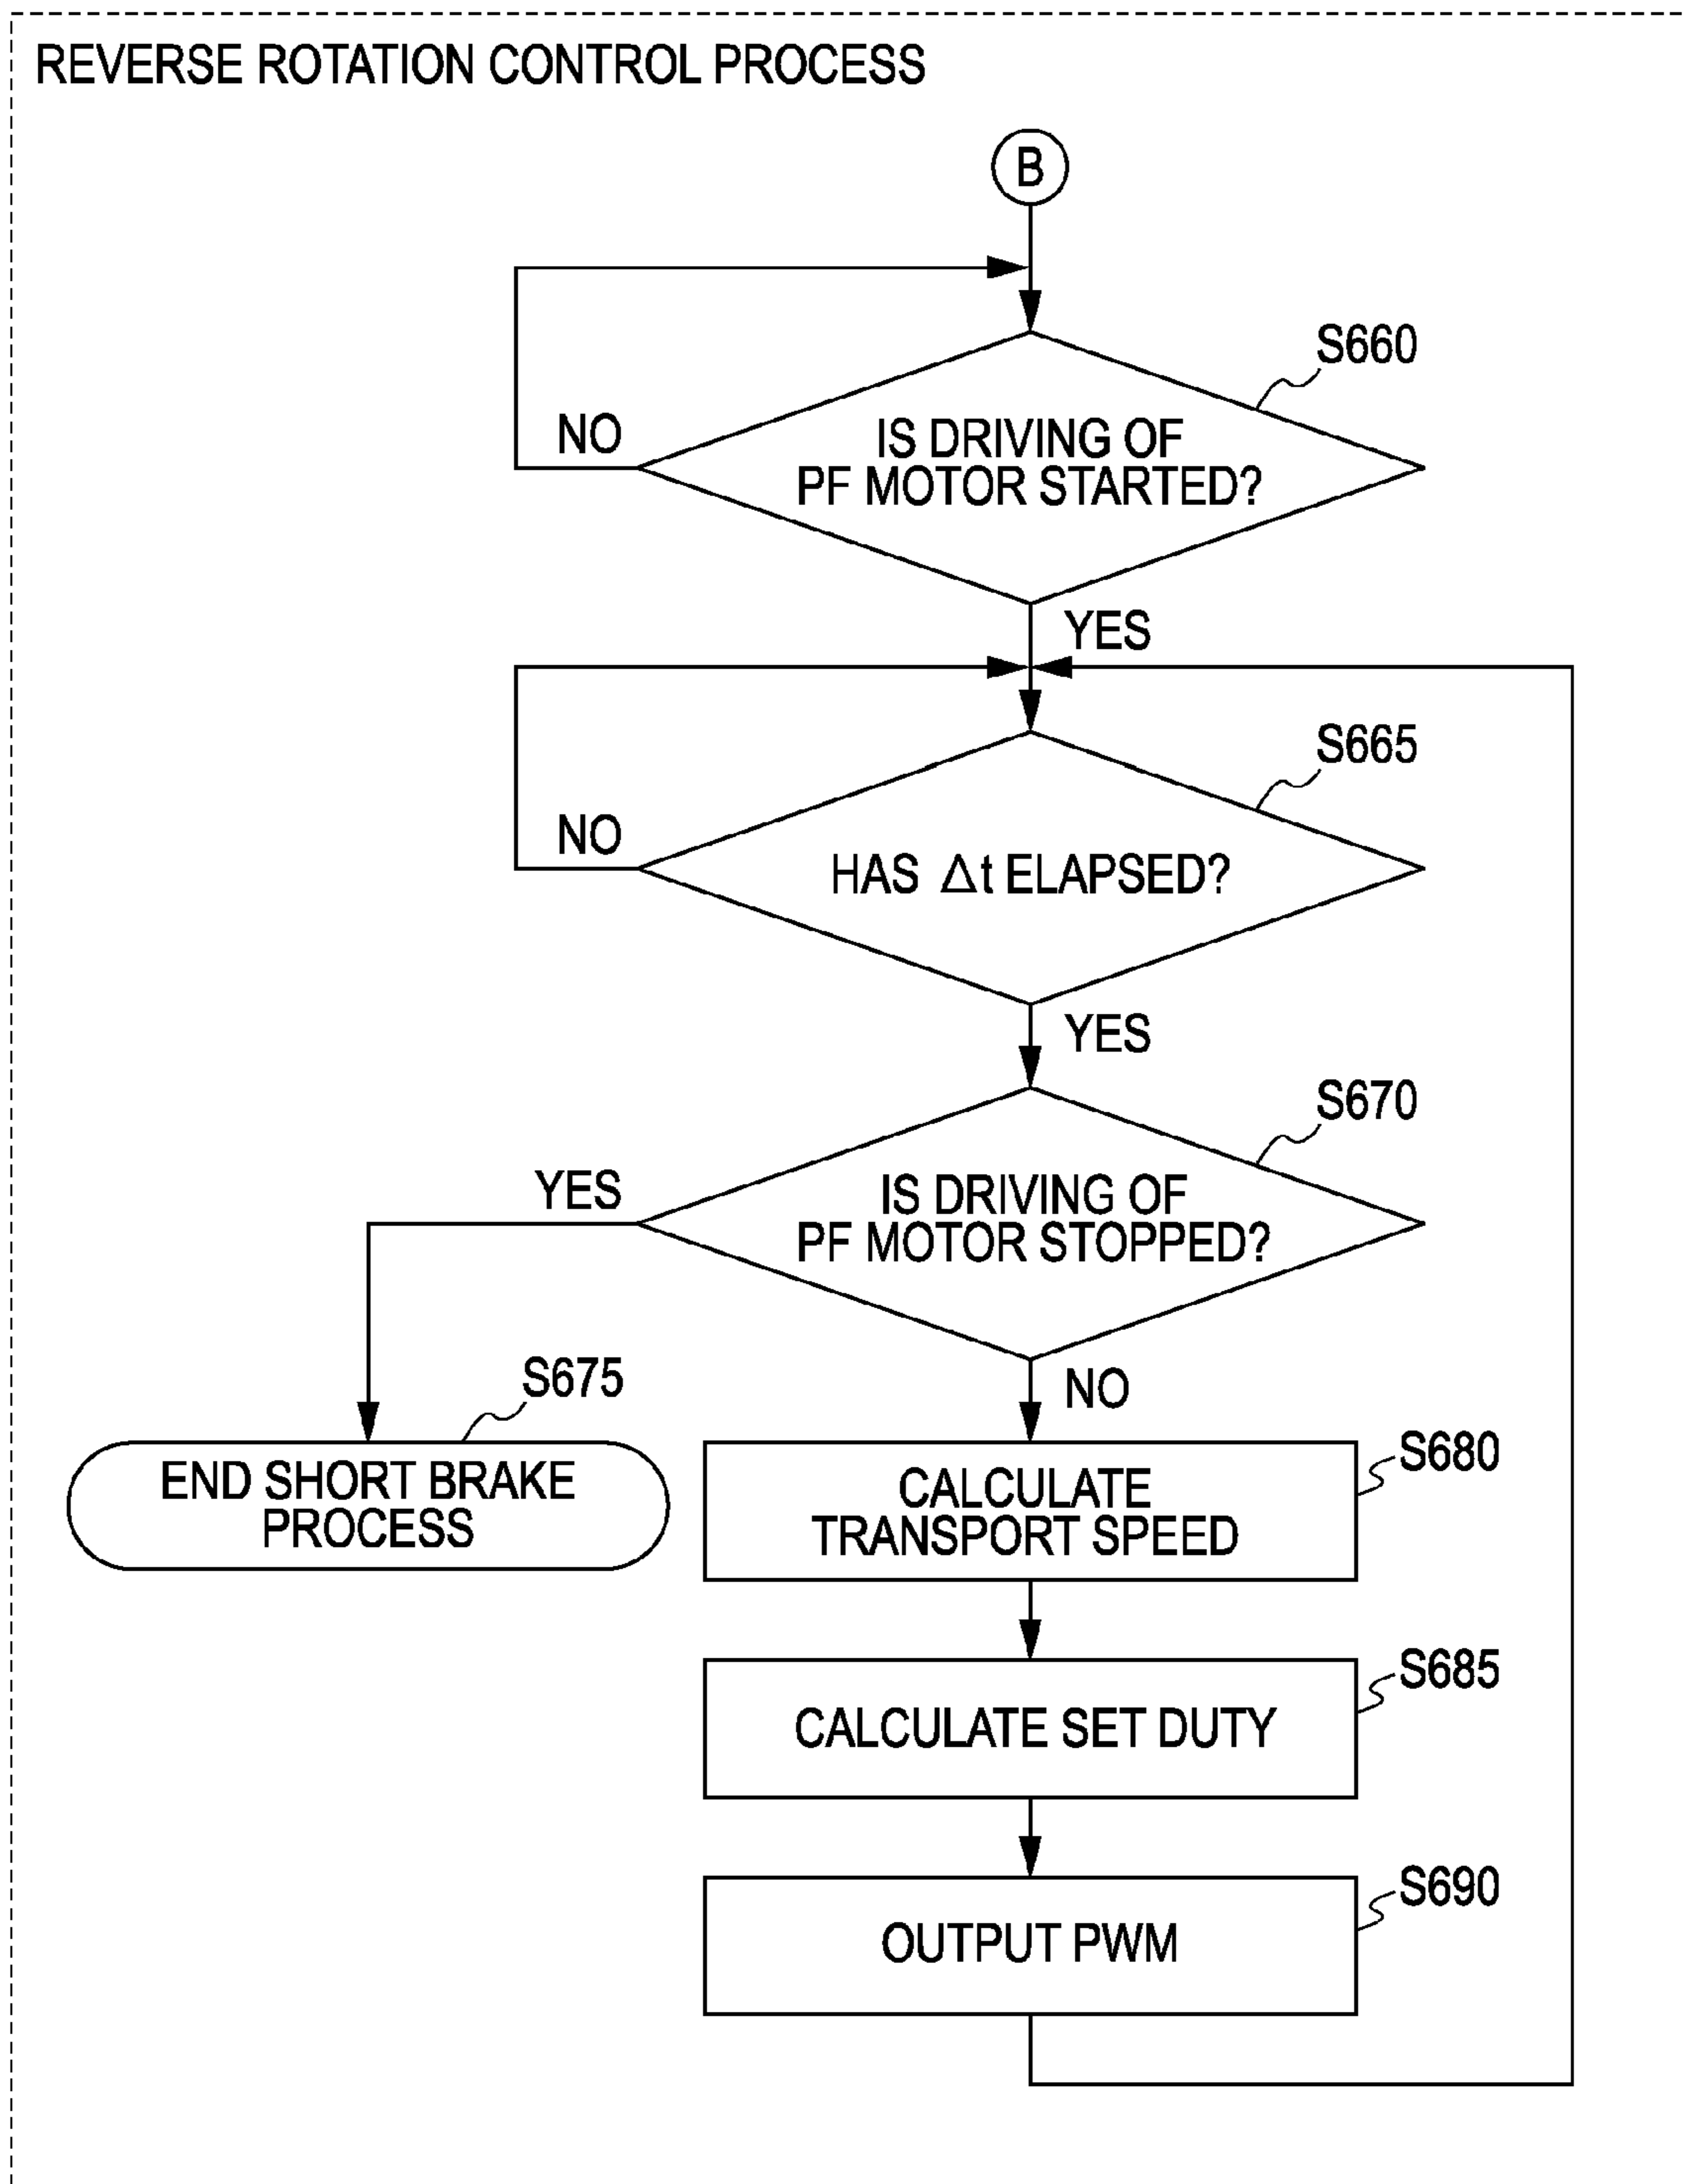 REVERSE ROTATION CONTROL PROCESS
B
S660
NO
IS DRIVING OF
PF MOTOR STARTED?
YES
S665
NO
HAS Δt ELAPSED?
YES
S670
YES
IS DRIVING OF
PF MOTOR STOPPED?
NO
S675
END SHORT BRAKE
PROCESS
S680
CALCULATE
TRANSPORT SPEED
S685
CALCULATE SET DUTY
S690
OUTPUT PWM